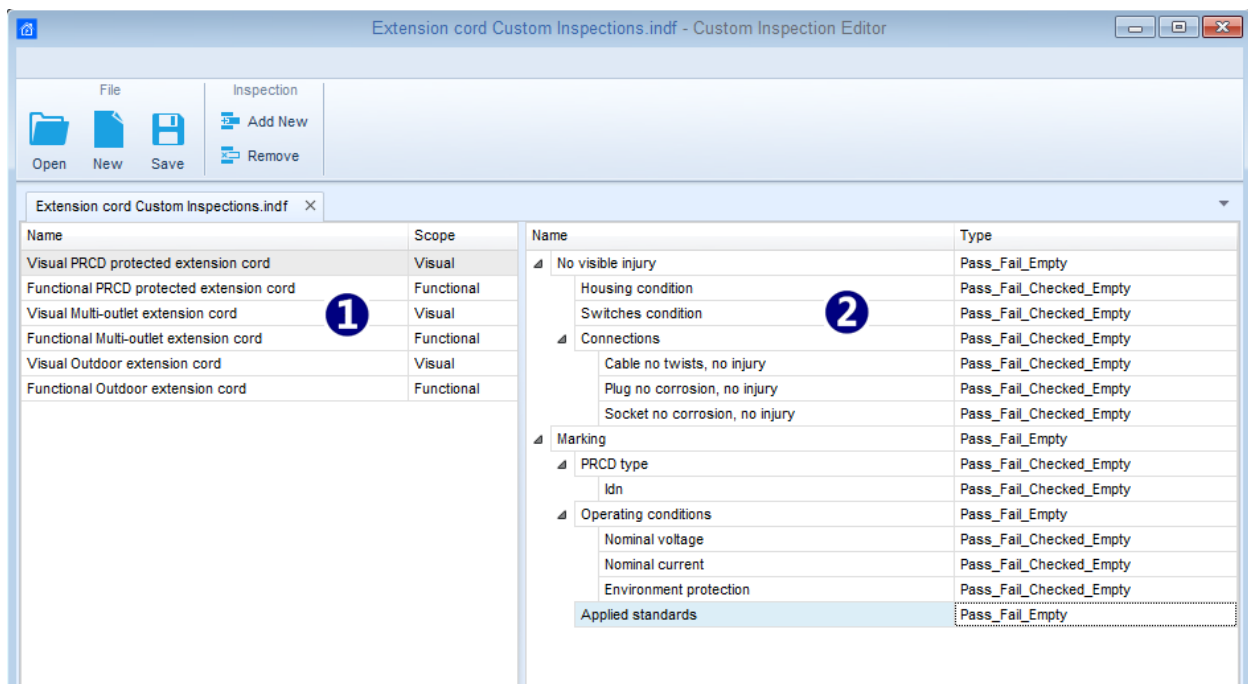 Extension cord Custom Inspections.indf - Custom Inspection Editor
File Inspection
Add New
Remove
Open New Save
Extension cord Custom Inspections.indf
Name Scope
Visual PRCD protected extension cord Visual
Functional PRCD protected extension cord Functional
Visual Multi-outlet extension cord Visual
Functional Multi-outlet extension cord Functional
Visual Outdoor extension cord Visual
Functional Outdoor extension cord Functional
1
Name Type
No visible injury Pass_Fail_Empty
Housing condition Pass_Fail_Checked_Empty
Switches condition Pass_Fail_Checked_Empty
Connections Pass_Fail_Checked_Empty
Cable no twists, no injury Pass_Fail_Checked_Empty
Plug no corrosion, no injury Pass_Fail_Checked_Empty
Socket no corrosion, no injury Pass_Fail_Checked_Empty
Marking Pass_Fail_Empty
PRCD type Pass_Fail_Checked_Empty
Idn Pass_Fail_Checked_Empty
Operating conditions Pass_Fail_Empty
Nominal voltage Pass_Fail_Checked_Empty
Nominal current Pass_Fail_Checked_Empty
Environment protection Pass_Fail_Checked_Empty
Applied standards Pass_Fail_Empty
2